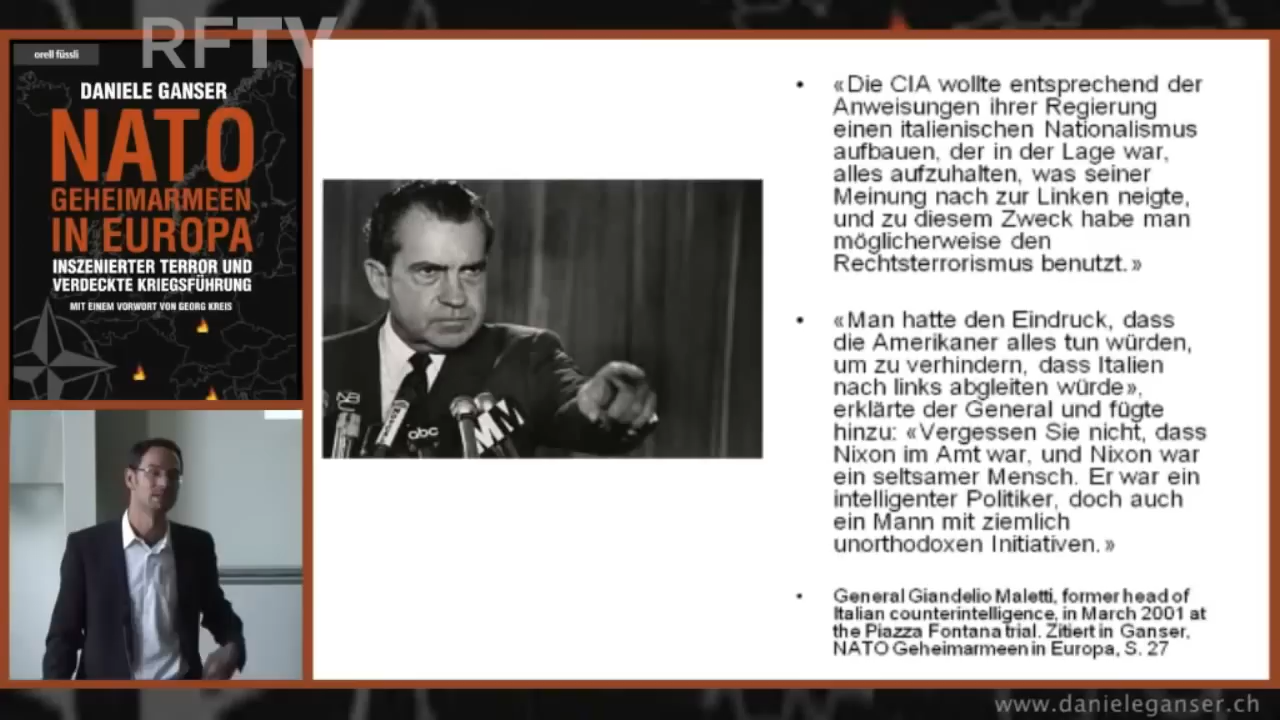 RFTV
orell füssli
DANIELE GANSER
NATO
GEHEIMARMEEN
IN EUROPA
INSZENIERTER TERROR UND
VERDECKTE KRIEGSFÜHRUNG
MIT EINEM VORWORT VON GEORG KREIS
NB
C
abc
• «Die CIA wollte entsprechend der
Anweisungen ihrer Regierung
einen italienischen Nationalismus
aufbauen, der in der Lage war,
alles aufzuhalten, was seiner
Meinung nach zur Linken neigte,
und zu diesem Zweck habe man
möglicherweise den
Rechtsterrorismus benutzt.»
• «Man hatte den Eindruck, dass
die Amerikaner alles tun würden,
um zu verhindern, dass Italien
nach links abgleiten würde»,
erklärte der General und fügte
hinzu: «Vergessen Sie nicht, dass
Nixon im Amt war, und Nixon war
ein seltsamer Mensch. Er war ein
intelligenter Politiker, doch auch
ein Mann mit ziemlich
unorthodoxen Initiativen.»
• General Giandelio Maletti, former head of
Italian counterintelligence, in March 2001 at
the Piazza Fontana trial. Zitiert in Ganser,
NATO Geheimarmeen in Europa, S. 27
www.danieleganser.ch